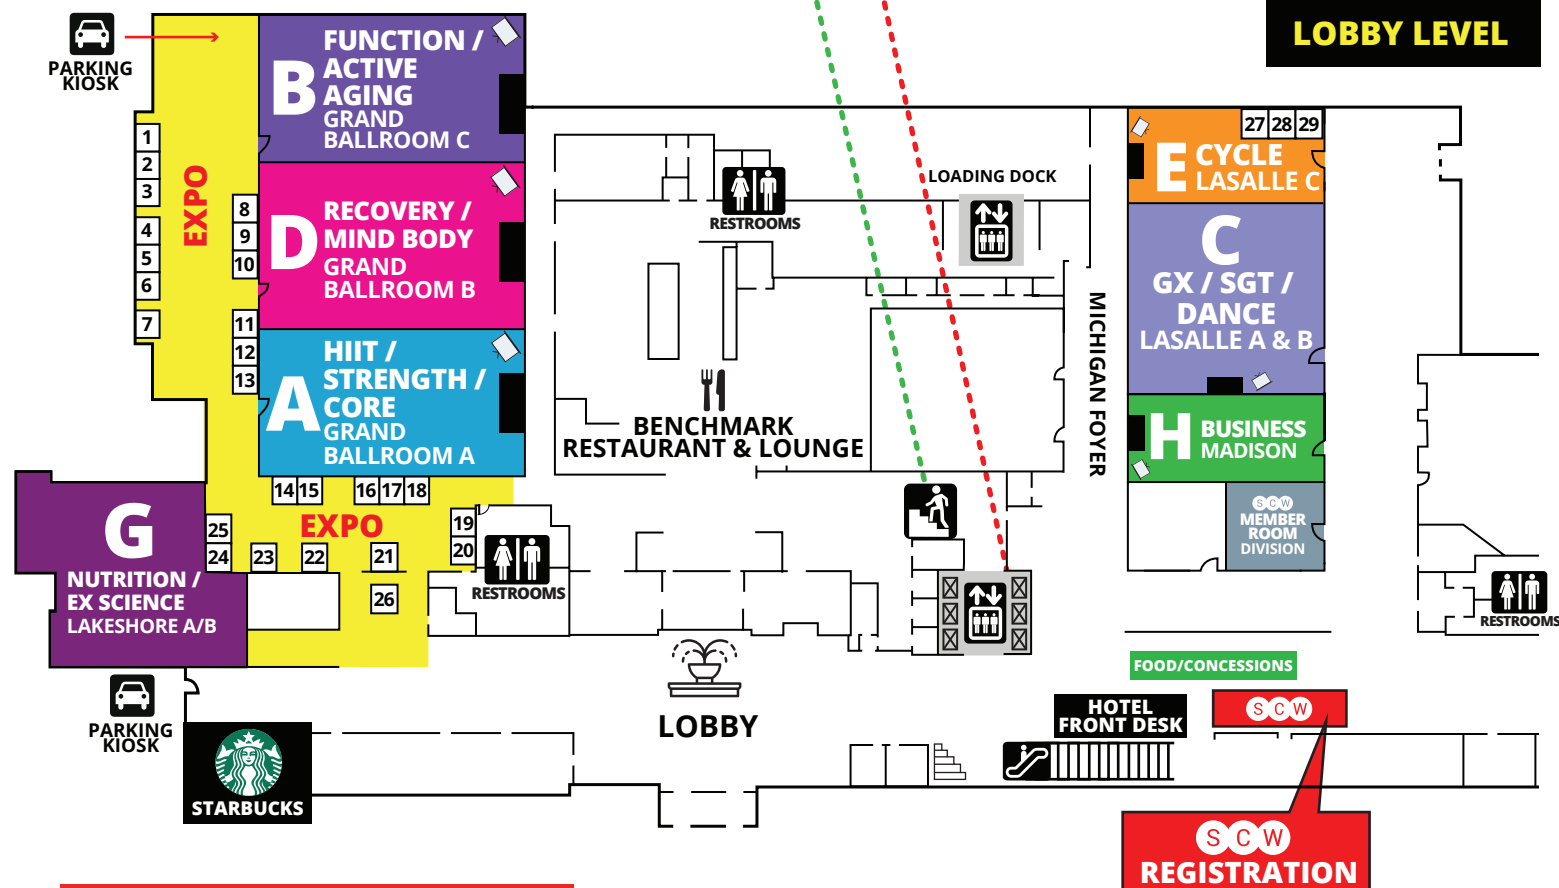 LOBBY LEVEL
PARKING
KIOSK
EXPO
1
2
3
4
5
6
7
8
9
10
11
12
13
B
FUNCTION /
ACTIVE
AGING
GRAND
BALLROOM C
D
RECOVERY /
MIND BODY
GRAND
BALLROOM B
A
HIIT /
STRENGTH /
CORE
GRAND
BALLROOM A
RESTROOMS
LOADING DOCK
BENCHMARK
RESTAURANT & LOUNGE
MICHIGAN FOYER
27 28 29
E
CYCLE
LASALLE C
C
GX / SGT /
DANCE
LASALLE A & B
H
BUSINESS
MADISON
SCW
MEMBER
ROOM
DIVISION
14 15 16 17 18
EXPO
19
20
21
22
23
24
25
26
G
NUTRITION /
EX SCIENCE
LAKESHORE A/B
RESTROOMS
RESTROOMS
PARKING
KIOSK
STARBUCKS
LOBBY
FOOD/CONCESSIONS
HOTEL
FRONT DESK
SCW
SCW
REGISTRATION